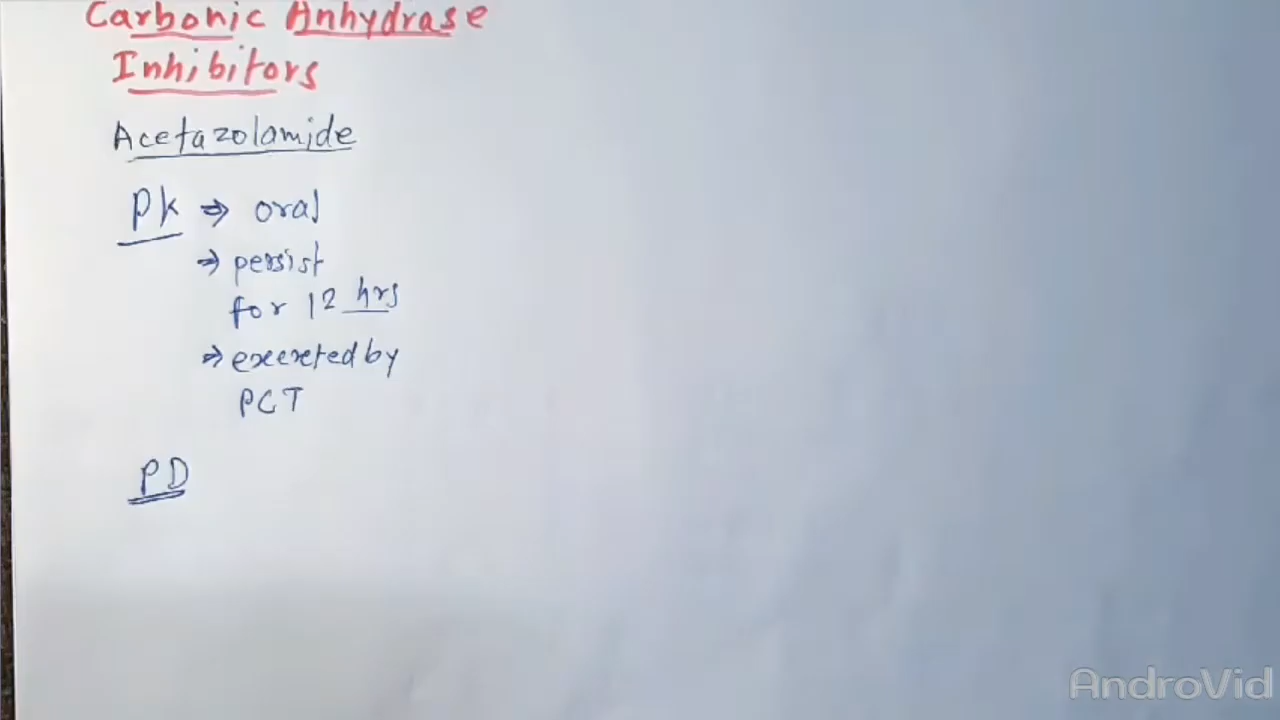 Carbonic Anhydrase
Inhibitors
Acetazolamide
PK ⇒ oral
⇒ persist
for 12 hrs
⇒ excreted by
PCT
PD
AndroVid